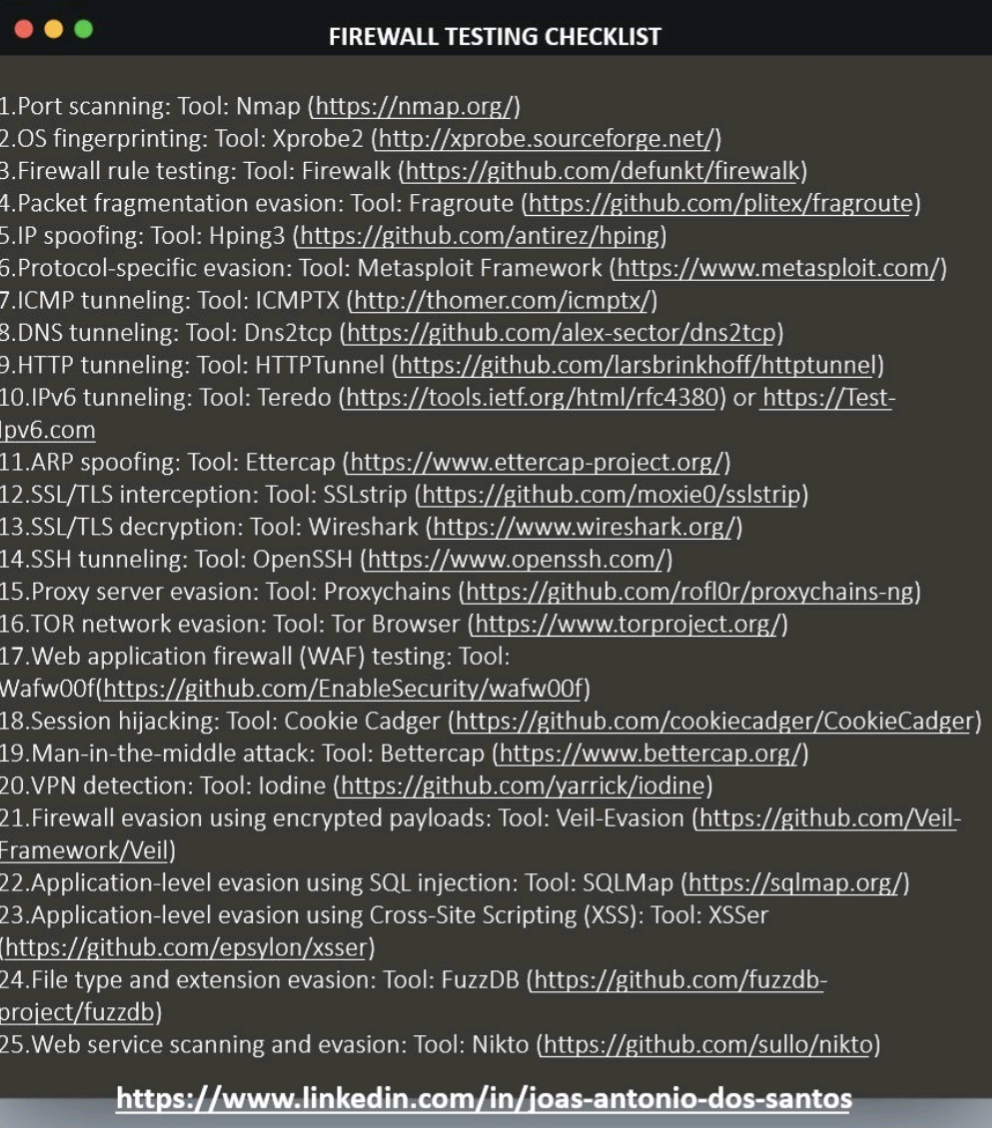 FIREWALL TESTING CHECKLIST
1.Port scanning: Tool: Nmap (https://nmap.org/)
2.OS fingerprinting: Tool: Xprobe2 (http://xprobe.sourceforge.net/)
3.Firewall rule testing: Tool: Firewalk (https://github.com/defunkt/firewalk)
4.Packet fragmentation evasion: Tool: Fragroute (https://github.com/plitex/fragroute)
5.IP spoofing: Tool: Hping3 (https://github.com/antirez/hping)
6.Protocol-specific evasion: Tool: Metasploit Framework (https://www.metasploit.com/)
7.ICMP tunneling: Tool: ICMPTX (http://thomer.com/icmptx/)
8.DNS tunneling: Tool: Dns2tcp (https://github.com/alex-sector/dns2tcp)
9.HTTP tunneling: Tool: HTTPTunnel (https://github.com/larsbrinkhoff/httptunnel)
10.IPv6 tunneling: Tool: Teredo (https://tools.ietf.org/html/rfc4380) or https://Test-
Ipv6.com
11.ARP spoofing: Tool: Ettercap (https://www.ettercap-project.org/)
12.SSL/TLS interception: Tool: SSLstrip (https://github.com/moxie0/sslstrip)
13.SSL/TLS decryption: Tool: Wireshark (https://www.wireshark.org/)
14.SSH tunneling: Tool: OpenSSH (https://www.openssh.com/)
15.Proxy server evasion: Tool: Proxychains (https://github.com/rofl0r/proxychains-ng)
16.TOR network evasion: Tool: Tor Browser (https://www.torproject.org/)
17.Web application firewall (WAF) testing: Tool:
Wafw00f(https://github.com/EnableSecurity/wafw00f)
18.Session hijacking: Tool: Cookie Cadger (https://github.com/cookiecadger/CookieCadger)
19.Man-in-the-middle attack: Tool: Bettercap (https://www.bettercap.org/)
20.VPN detection: Tool: Iodine (https://github.com/yarrick/iodine)
21.Firewall evasion using encrypted payloads: Tool: Veil-Evasion (https://github.com/Veil-
Framework/Veil)
22.Application-level evasion using SQL injection: Tool: SQLMap (https://sqlmap.org/)
23.Application-level evasion using Cross-Site Scripting (XSS): Tool: XSSer
(https://github.com/epsylon/xsser)
24.File type and extension evasion: Tool: FuzzDB (https://github.com/fuzzdb-
project/fuzzdb)
25.Web service scanning and evasion: Tool: Nikto (https://github.com/sullo/nikto)
https://www.linkedin.com/in/joas-antonio-dos-santos